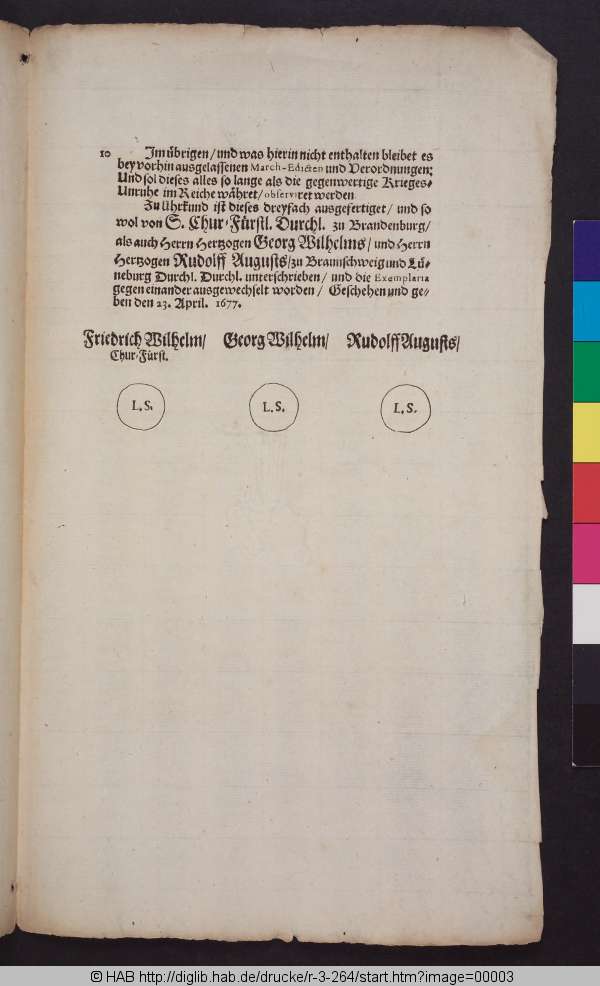 10 Im übrigen / und was hierin nicht enthalten bleibet es
bey vorhin ausgelassenen March-Edicten und Verordnungen;
Und sol dieses alles so lange als die gegenwertige Krieges-
Unruhe im Reiche währet / observiret werden
Zu Uhrkund ist dieses dreyfach ausgefertiget / und so
wol von S. Chur-Fürstl. Durchl. zu Brandenburg /
als auch Herrn Hertzogen Georg Wilhelms / und Herrn
Hertzogen Rudolff Augusts / zu Braunschweig und Lü-
neburg Durchl. Durchl. unterschrieben / und die Exemplaria
gegen einander ausgewechselt worden / Geschehen und ge-
ben den 23. April. 1677.
Friedrich Wilhelm / Georg Wilhelm / Rudolff Augusts /
Chur-Fürst.
L. S. L. S. L. S.
© HAB http://diglib.hab.de/drucke/r-3-264/start.htm?image=00003